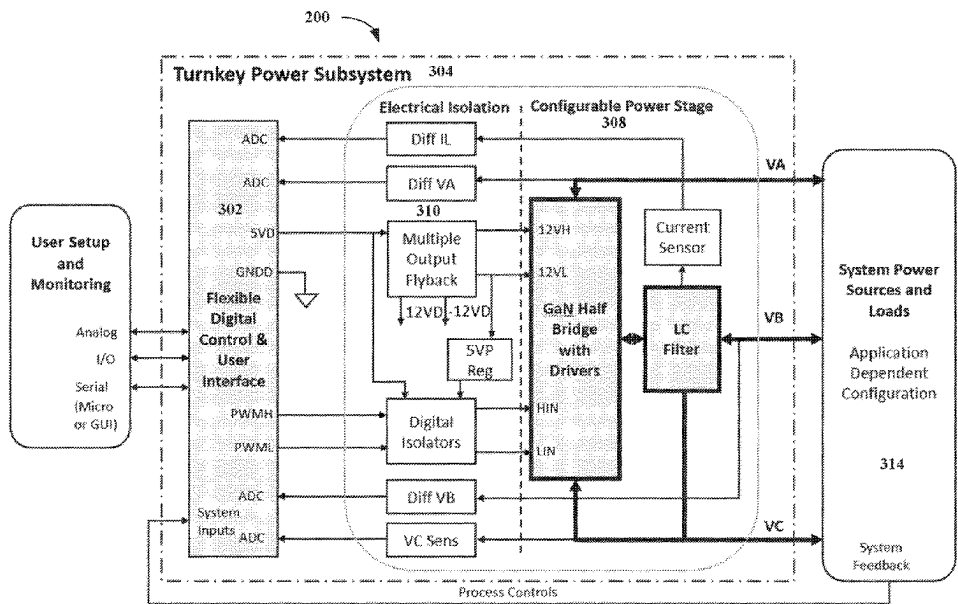 200
Turnkey Power Subsystem 304
Electrical Isolation
Configurable Power Stage
308
ADC
Diff IL
ADC
Diff VA
VA
302
310
5VD
Multiple
Output
Flyback
12VH
12VL
Current
Sensor
User Setup
and
Monitoring
GNDD
Flexible
Digital
Control &
User
Interface
12VD
-12VD
GaN Half
Bridge
with
Drivers
LC
Filter
VB
System Power
Sources and
Loads
Application
Dependent
Configuration
Analog
I/O
Serial
(Micro
or GUI)
5VP
Reg
PWMH
PWML
Digital
Isolators
HIN
LIN
314
ADC
Diff VB
System
Inputs
ADC
VC Sens
VC
System
Feedback
Process Controls